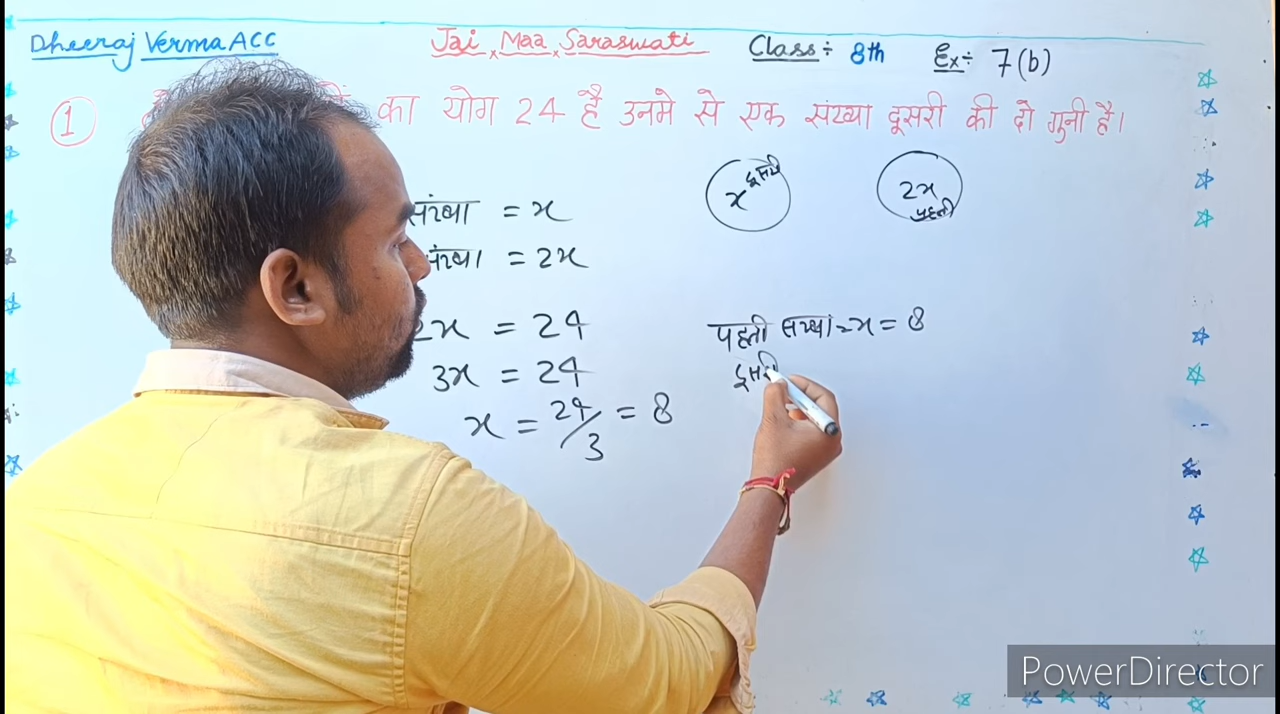 Dheeraj Verma ACC
Jai Maa Saraswati
Class÷ 8th
Ex÷ 7(b)
① का योग 24 है उनमे से एक संख्या दूसरी की दो गुनी है।
x दूसरी
2x पहली
संख्या = x
संख्या = 2x
2x = 24
3x = 24
x = 24/3 = 8
पहली संख्या = x = 8
दूसरी
PowerDirector